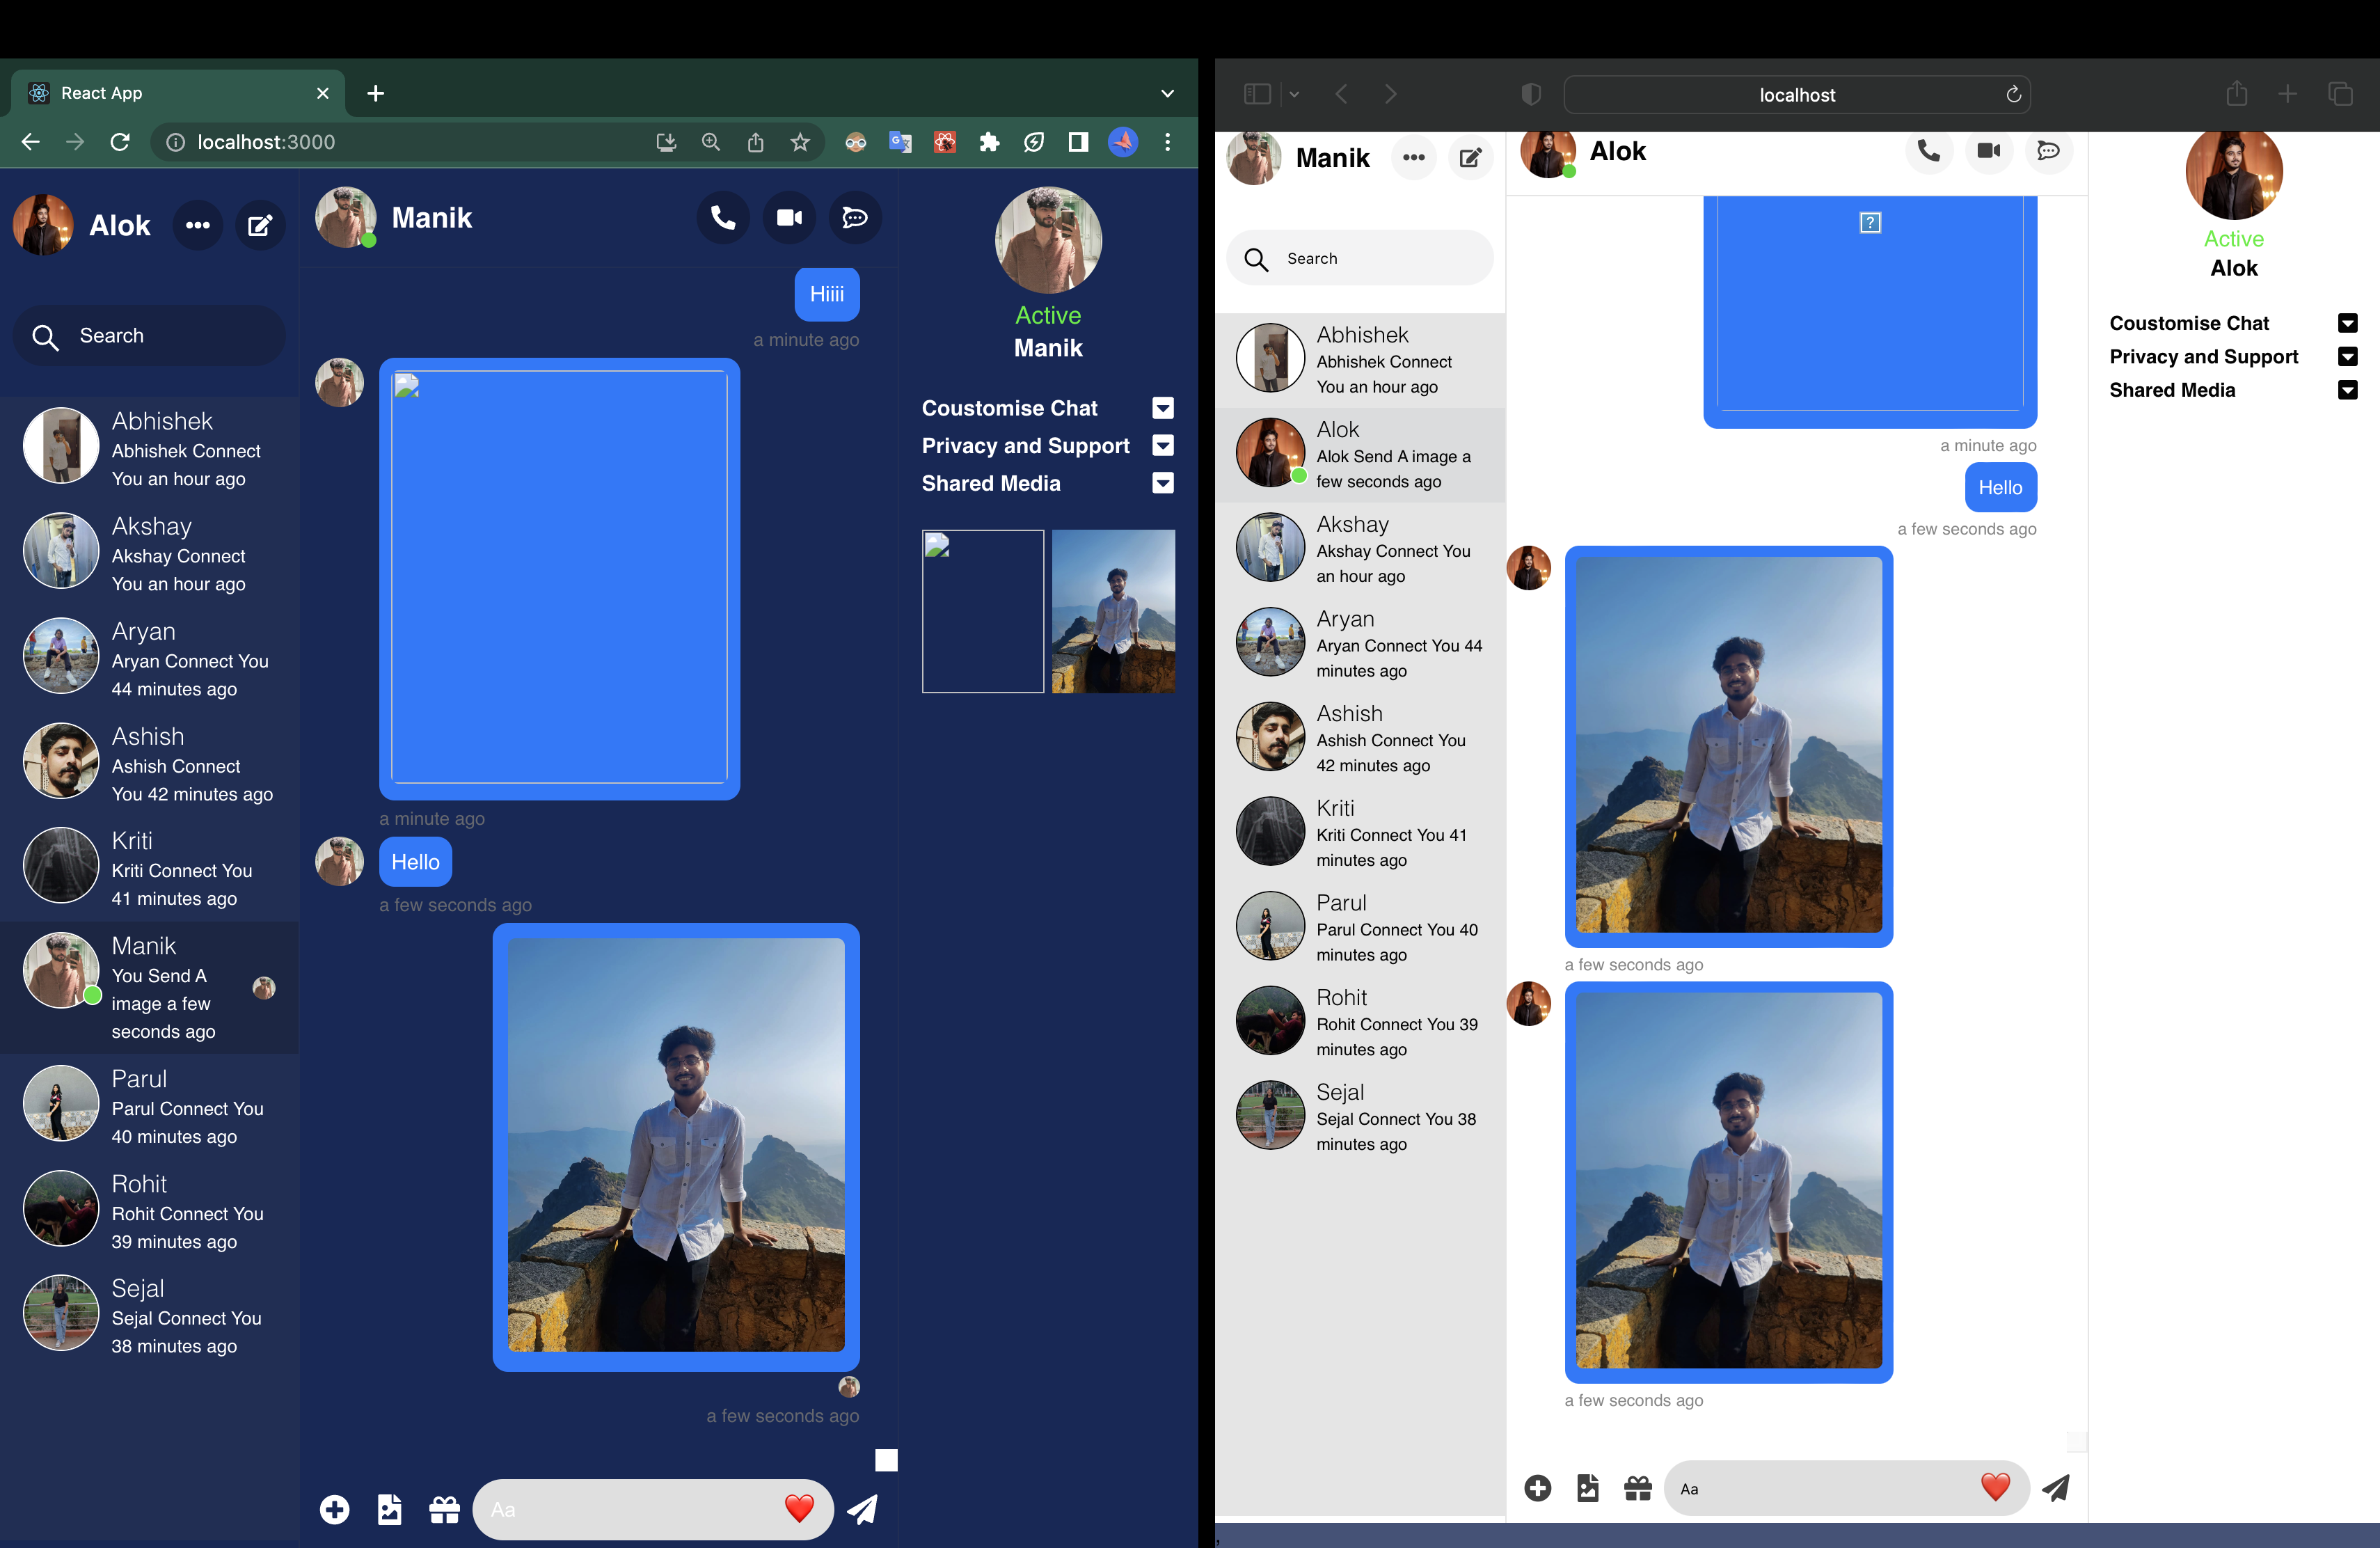 React App
localhost:3000
Alok
Search
Abhishek
Abhishek Connect
You an hour ago
Akshay
Akshay Connect
You an hour ago
Aryan
Aryan Connect You
44 minutes ago
Ashish
Ashish Connect
You 42 minutes ago
Kriti
Kriti Connect You
41 minutes ago
Manik
You Send A
image a few
seconds ago
Parul
Parul Connect You
40 minutes ago
Rohit
Rohit Connect You
39 minutes ago
Sejal
Sejal Connect You
38 minutes ago
Manik
Hiiii
a minute ago
a minute ago
Hello
a few seconds ago
a few seconds ago
Aa
Active
Manik
Coustomise Chat
Privacy and Support
Shared Media
localhost
Manik
Search
Abhishek
Abhishek Connect
You an hour ago
Alok
Alok Send A image a
few seconds ago
Akshay
Akshay Connect You
an hour ago
Aryan
Aryan Connect You 44
minutes ago
Ashish
Ashish Connect You
42 minutes ago
Kriti
Kriti Connect You 41
minutes ago
Parul
Parul Connect You 40
minutes ago
Rohit
Rohit Connect You 39
minutes ago
Sejal
Sejal Connect You 38
minutes ago
Alok
?
a minute ago
Hello
a few seconds ago
a few seconds ago
a few seconds ago
Aa
Active
Alok
Coustomise Chat
Privacy and Support
Shared Media